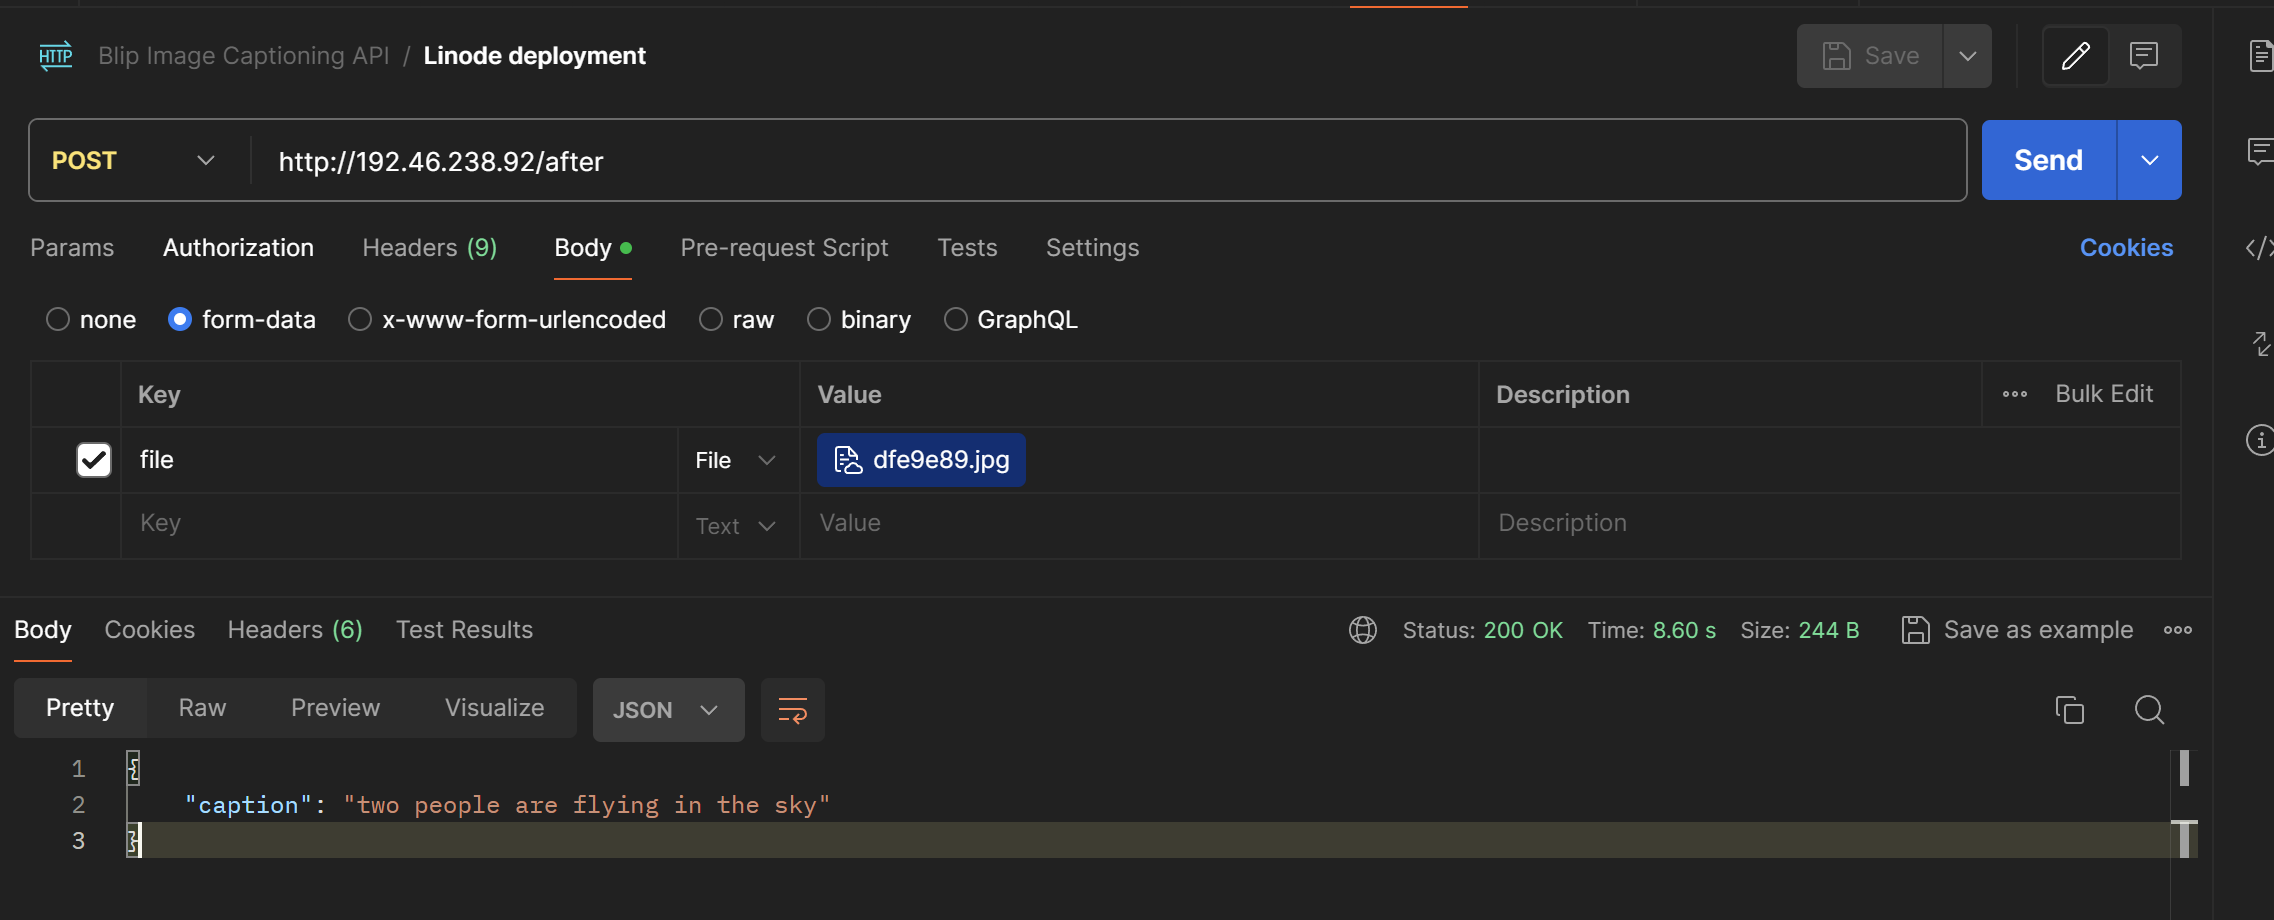 HTTP Blip Image Captioning API / Linode deployment Save
POST http://192.46.238.92/after Send
Params Authorization Headers (9) Body Pre-request Script Tests Settings Cookies
none form-data x-www-form-urlencoded raw binary GraphQL
Key Value Description Bulk Edit
file File dfe9e89.jpg
Key Text Value Description
Body Cookies Headers (6) Test Results Status: 200 OK Time: 8.60 s Size: 244 B Save as example
Pretty Raw Preview Visualize JSON
1 {
2 "caption": "two people are flying in the sky"
3 }